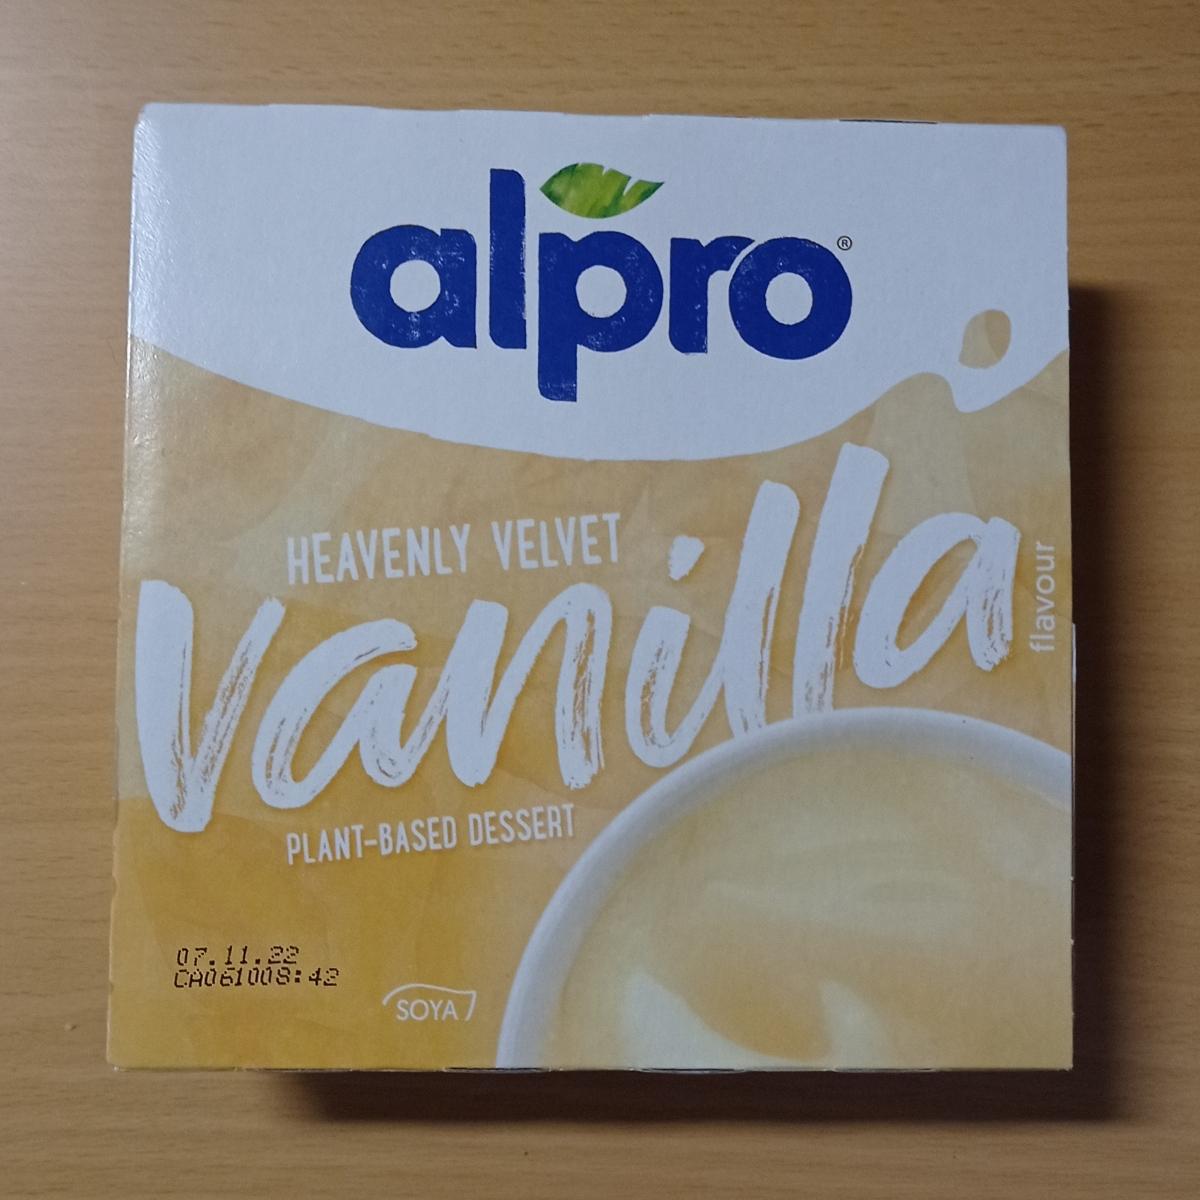 alpro®
HEAVENLY VELVET
Vanilla
flavour
PLANT-BASED DESSERT
07.11.22
CA061008:42
SOYA